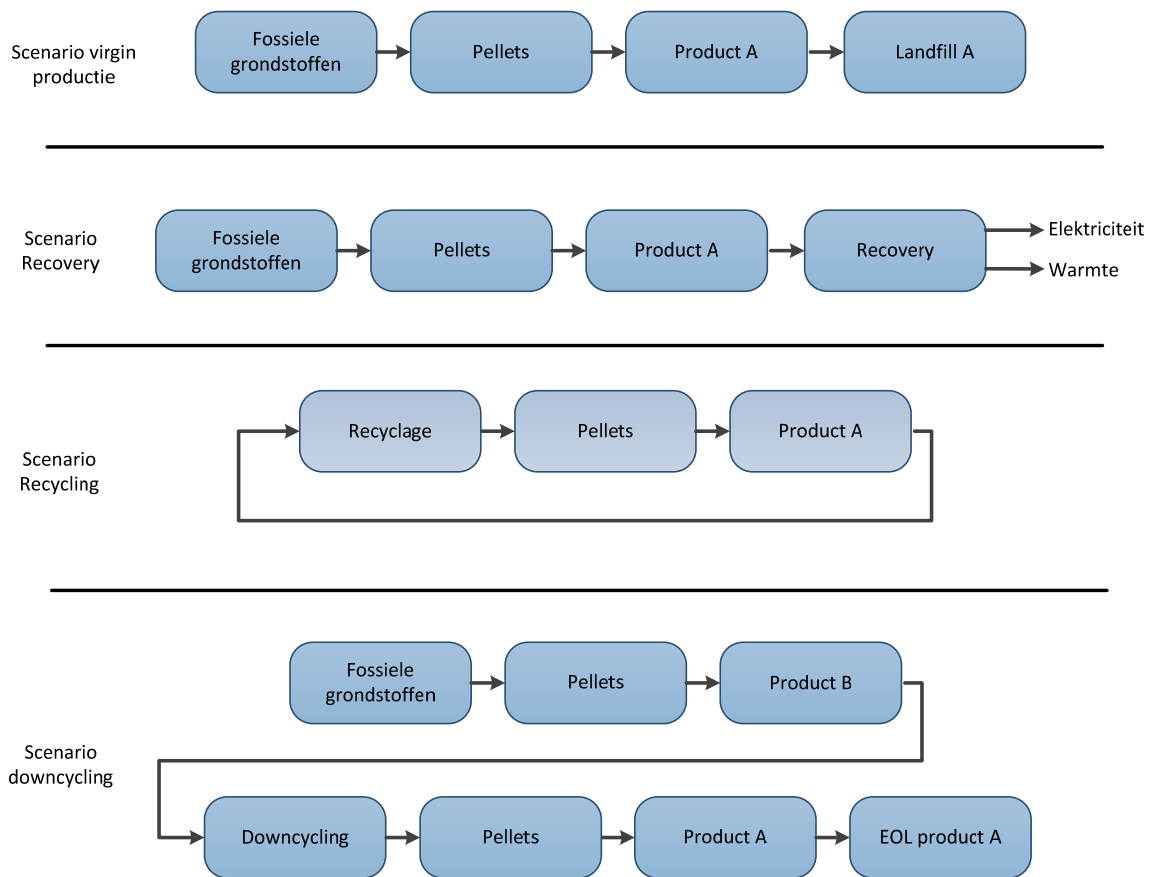 Scenario virgin
productie
Fossiele
grondstoffen
Pellets
Product A
Landfill A
Scenario
Recovery
Fossiele
grondstoffen
Pellets
Product A
Recovery
Elektriciteit
Warmte
Scenario
Recycling
Recyclage
Pellets
Product A
Scenario
downcycling
Fossiele
grondstoffen
Pellets
Product B
Downcycling
Pellets
Product A
EOL product A